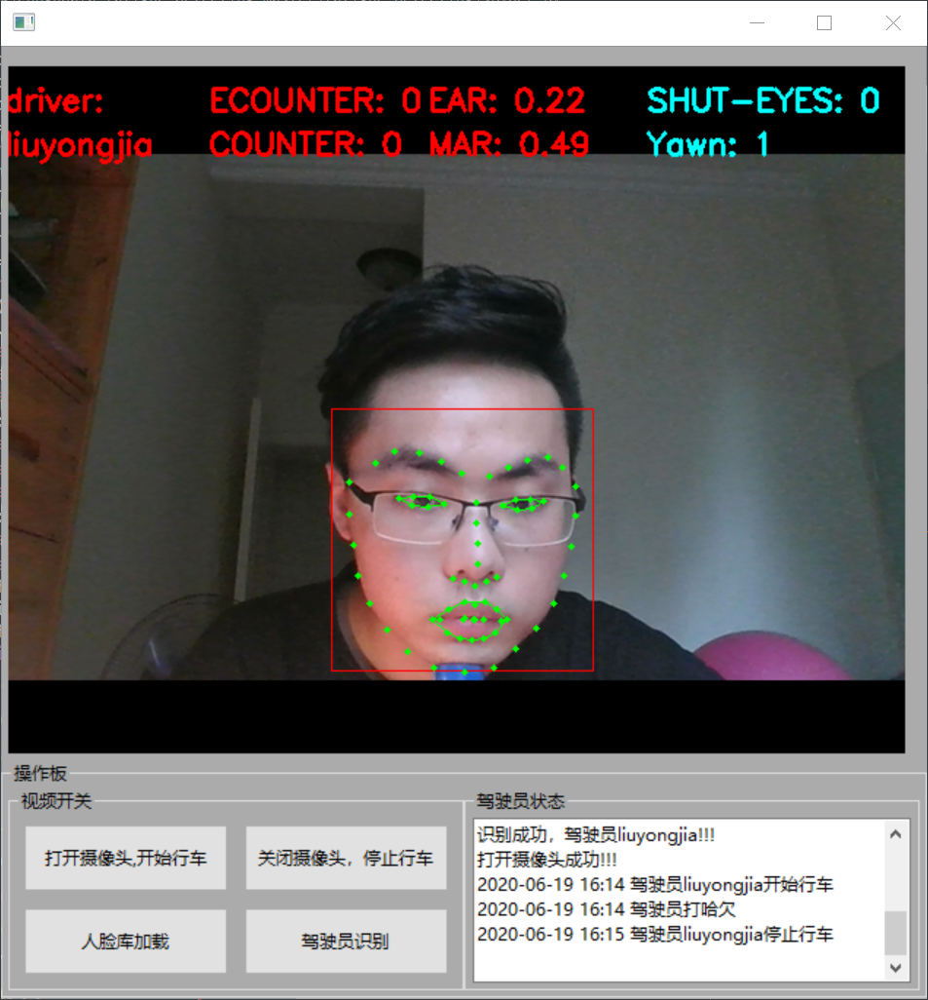 driver: ECOUNTER: 0 EAR: 0.22 SHUT-EYES: 0
liuyongjia COUNTER: 0 MAR: 0.49 Yawn: 1
操作板
视频开关
打开摄像头,开始行车
关闭摄像头，停止行车
人脸库加载
驾驶员识别
驾驶员状态
识别成功，驾驶员liuyongjia!!!
打开摄像头成功!!!
2020-06-19 16:14 驾驶员liuyongjia开始行车
2020-06-19 16:14 驾驶员打哈欠
2020-06-19 16:15 驾驶员liuyongjia停止行车